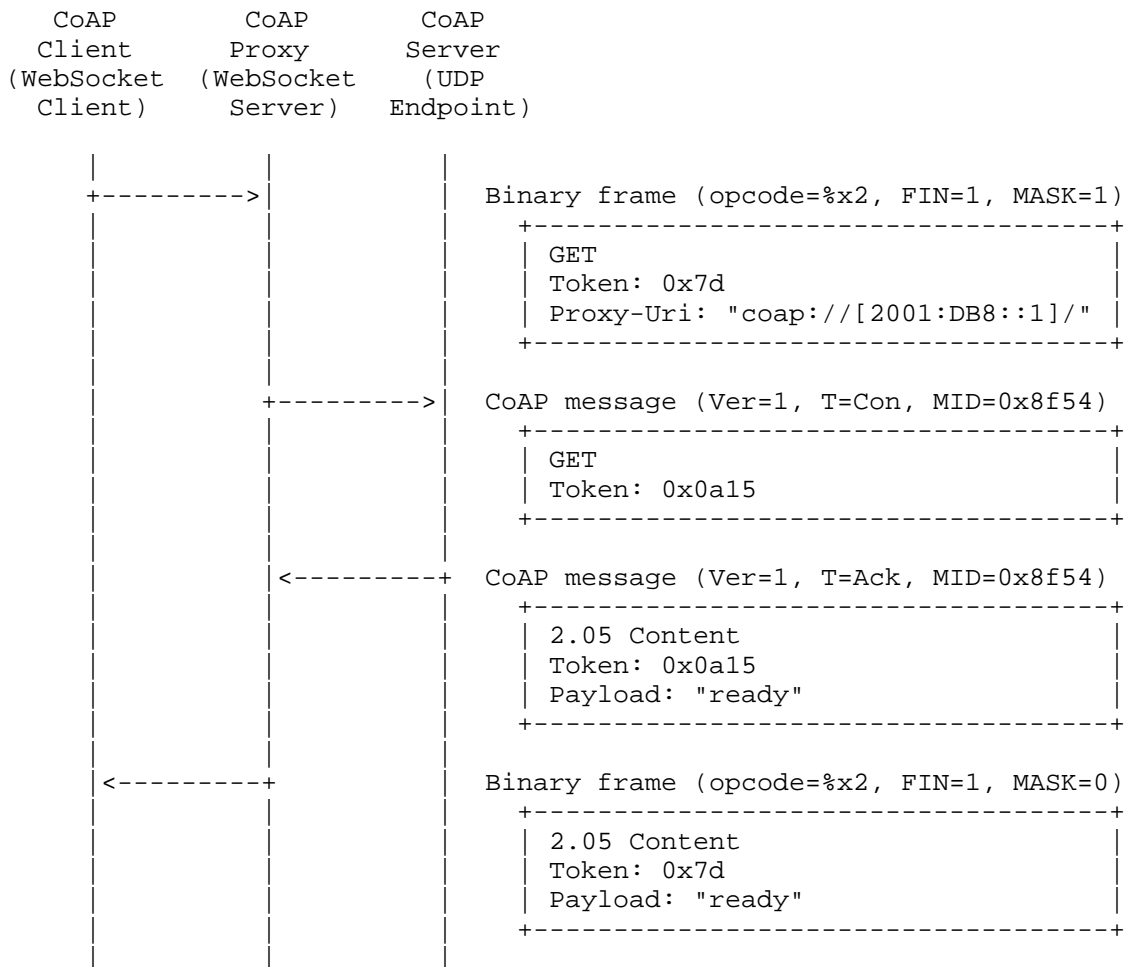 CoAP CoAP CoAP
Client Proxy Server
(WebSocket (WebSocket (UDP
Client) Server) Endpoint)
Binary frame (opcode=%x2, FIN=1, MASK=1)
GET
Token: 0x7d
Proxy-Uri: "coap://[2001:DB8::1]/"
CoAP message (Ver=1, T=Con, MID=0x8f54)
GET
Token: 0x0a15
CoAP message (Ver=1, T=Ack, MID=0x8f54)
2.05 Content
Token: 0x0a15
Payload: "ready"
Binary frame (opcode=%x2, FIN=1, MASK=0)
2.05 Content
Token: 0x7d
Payload: "ready"